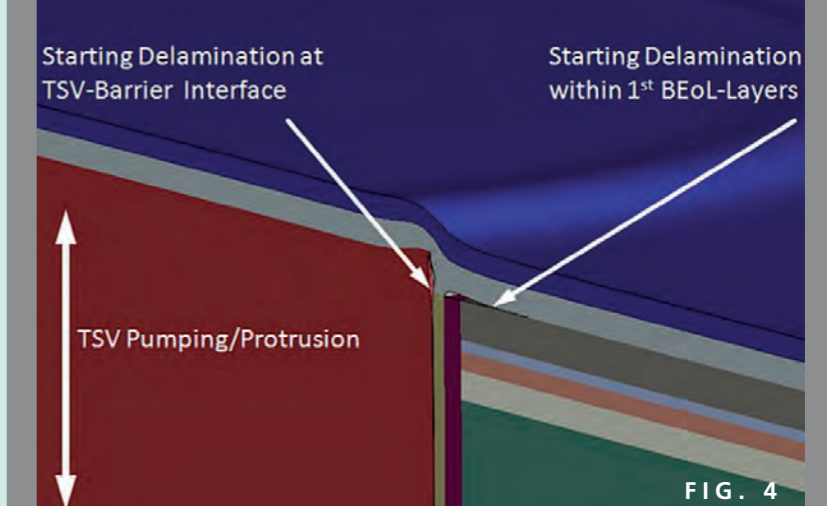 Starting Delamination at
TSV-Barrier Interface
Starting Delamination
within 1st BEoL-Layers
TSV Pumping/Protrusion
FIG. 4